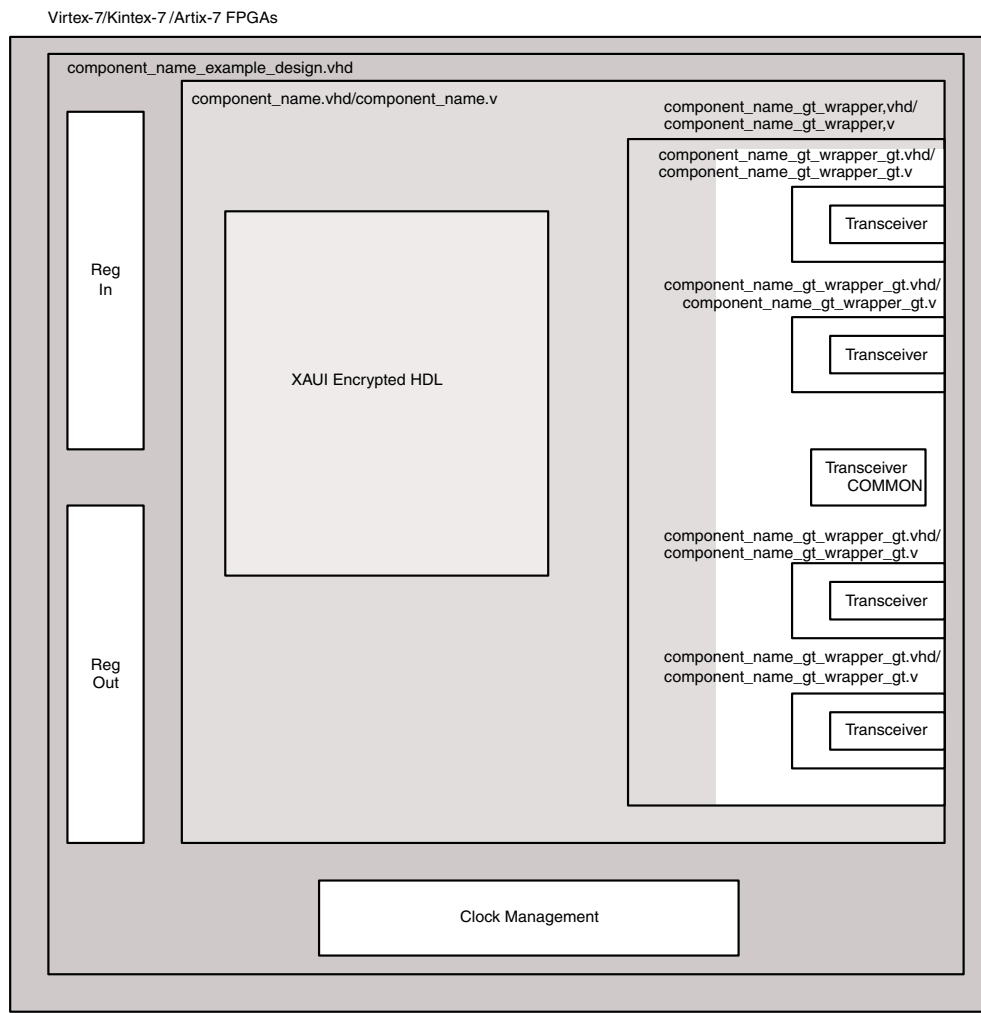 Virtex-7/Kintex-7 /Artix-7 FPGAs
component_name_example_design.vhd
component_name.vhd/component_name.v
component_name_gt_wrapper,vhd/
component_name_gt_wrapper,v
component_name_gt_wrapper_gt.vhd/
component_name_gt_wrapper_gt.v
Transceiver
Reg
In
component_name_gt_wrapper_gt.vhd/
component_name_gt_wrapper_gt.v
Transceiver
XAUI Encrypted HDL
Transceiver
COMMON
component_name_gt_wrapper_gt.vhd/
component_name_gt_wrapper_gt.v
Transceiver
Reg
Out
component_name_gt_wrapper_gt.vhd/
component_name_gt_wrapper_gt.v
Transceiver
Clock Management